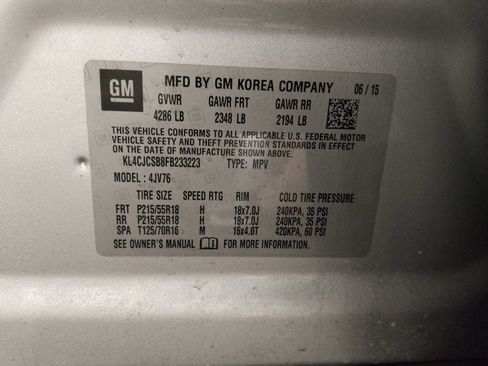 GM
MFD BY GM KOREA COMPANY 06 / 15
GVWR GAWR FRT GAWR RR
4286 LB 2348 LB 2194 LB
THIS VEHICLE CONFORMS TO ALL APPLICABLE U.S. FEDERAL MOTOR
VEHICLE SAFETY AND THEFT PREVENTION STANDARDS IN EFFECT ON
THE DATE OF MANUFACTURE SHOWN ABOVE.
KL4CJCSB8FB233223 TYPE: MPV
MODEL : 4JV76
TIRE SIZE SPEED RTG RIM COLD TIRE PRESSURE
FRT P215/55R18 H 18x7.0J 240KPA, 35 PSI
RR P215/55R18 H 18x7.0J 240KPA, 35 PSI
SPA T125/70R16 M 16x4.0T 420KPA, 60 PSI
SEE OWNER'S MANUAL FOR MORE INFORMATION.